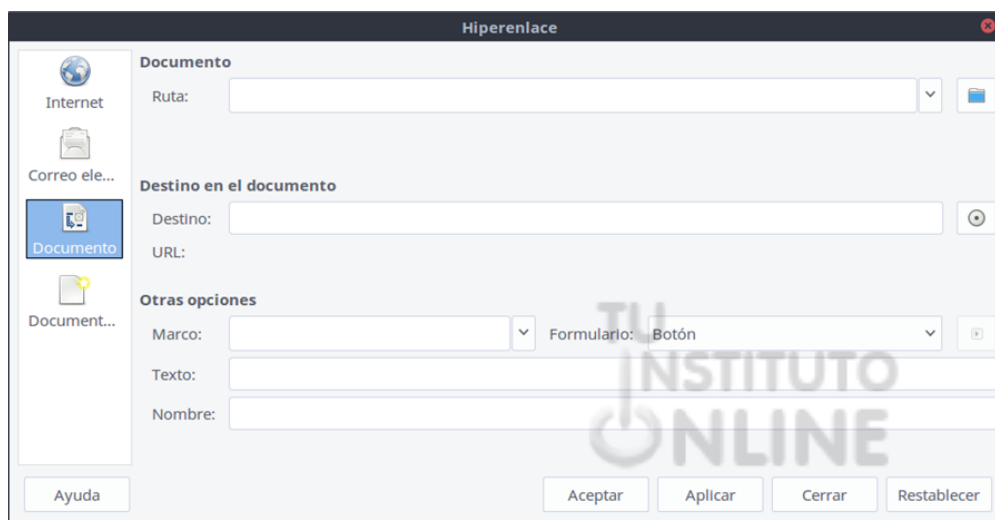 Hiperenlace
Internet
Correo ele...
Documento
Document...
Documento
Ruta:
Destino en el documento
Destino:
URL:
Otras opciones
Marco:
Formulario: Botón
Texto:
Nombre:
TU
INSTITUTO
ONLINE
Ayuda
Aceptar
Aplicar
Cerrar
Restablecer